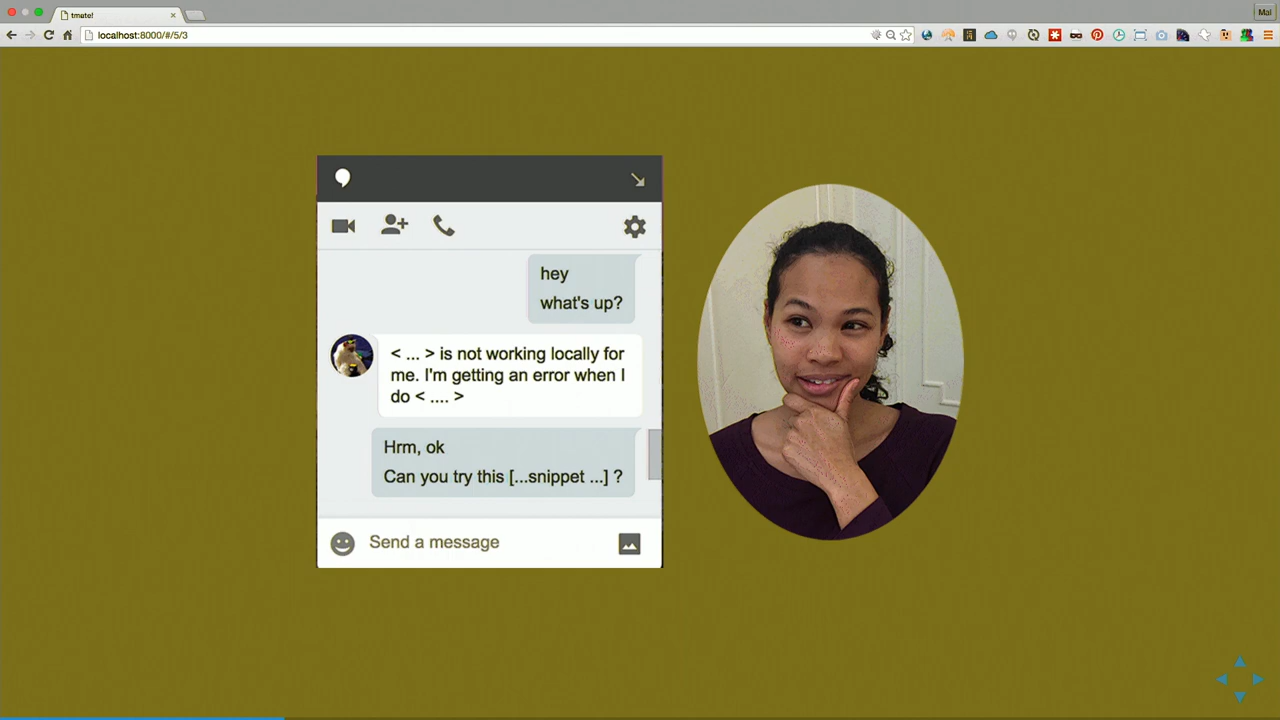 tmate!
Mal
localhost:8000/#/5/3
hey
what's up?
< ... > is not working locally for
me. I'm getting an error when I
do < .... >
Hrm, ok
Can you try this [...snippet ...] ?
Send a message